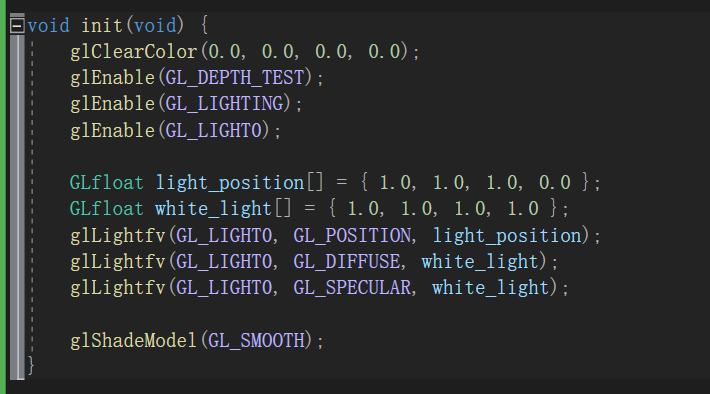 void init(void) {
glClearColor(0.0, 0.0, 0.0, 0.0);
glEnable(GL_DEPTH_TEST);
glEnable(GL_LIGHTING);
glEnable(GL_LIGHT0);
GLfloat light_position[] = { 1.0, 1.0, 1.0, 0.0 };
GLfloat white_light[] = { 1.0, 1.0, 1.0, 1.0 };
glLightfv(GL_LIGHT0, GL_POSITION, light_position);
glLightfv(GL_LIGHT0, GL_DIFFUSE, white_light);
glLightfv(GL_LIGHT0, GL_SPECULAR, white_light);
glShadeModel(GL_SMOOTH);
}